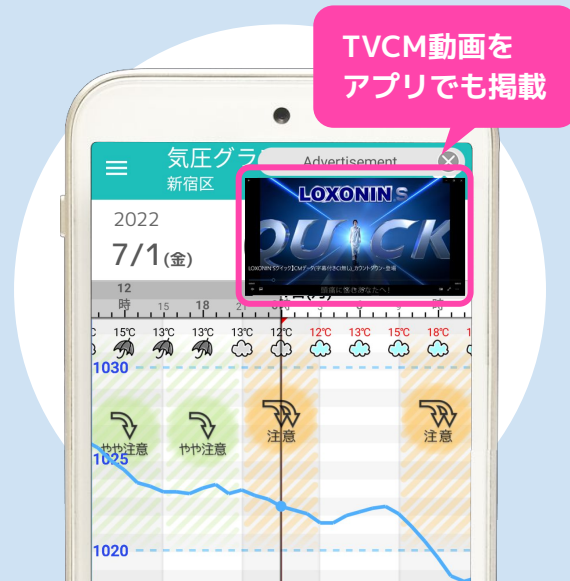 TVCM動画を
アプリでも掲載
気圧グラ
Advertisement
新宿区
LOXONIN S
QUICK
2022
7/1(金)
12
時 15 18 21
15℃ 13℃ 13℃ 13℃ 12℃ 12℃ 13℃ 15℃ 18℃
1030
やや注意
やや注意
注意
注意
1025
1020